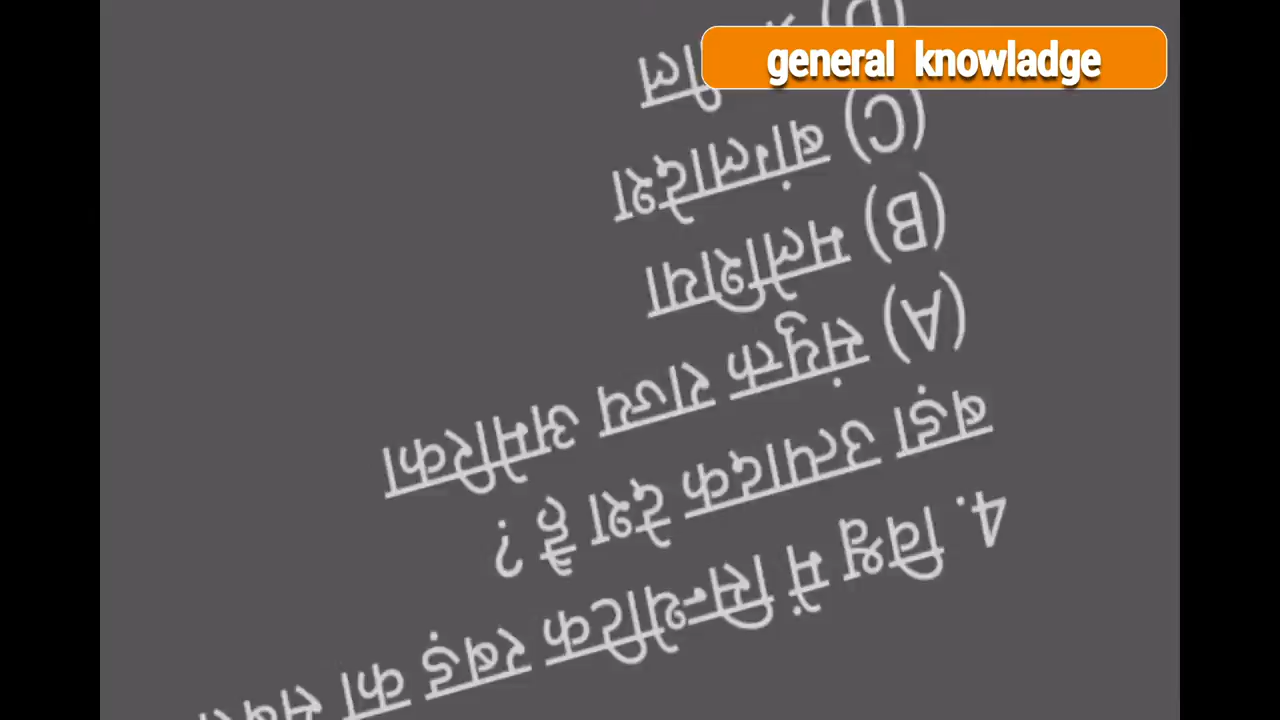 general knowladge
4. विश्व में सिन्थेटिक रबड़ का
बड़ा उत्पादक देश है ?
(A) संयुक्त राज्य अमेरिका
(B) मलेशिया
(C) बांग्लादेश
(D)